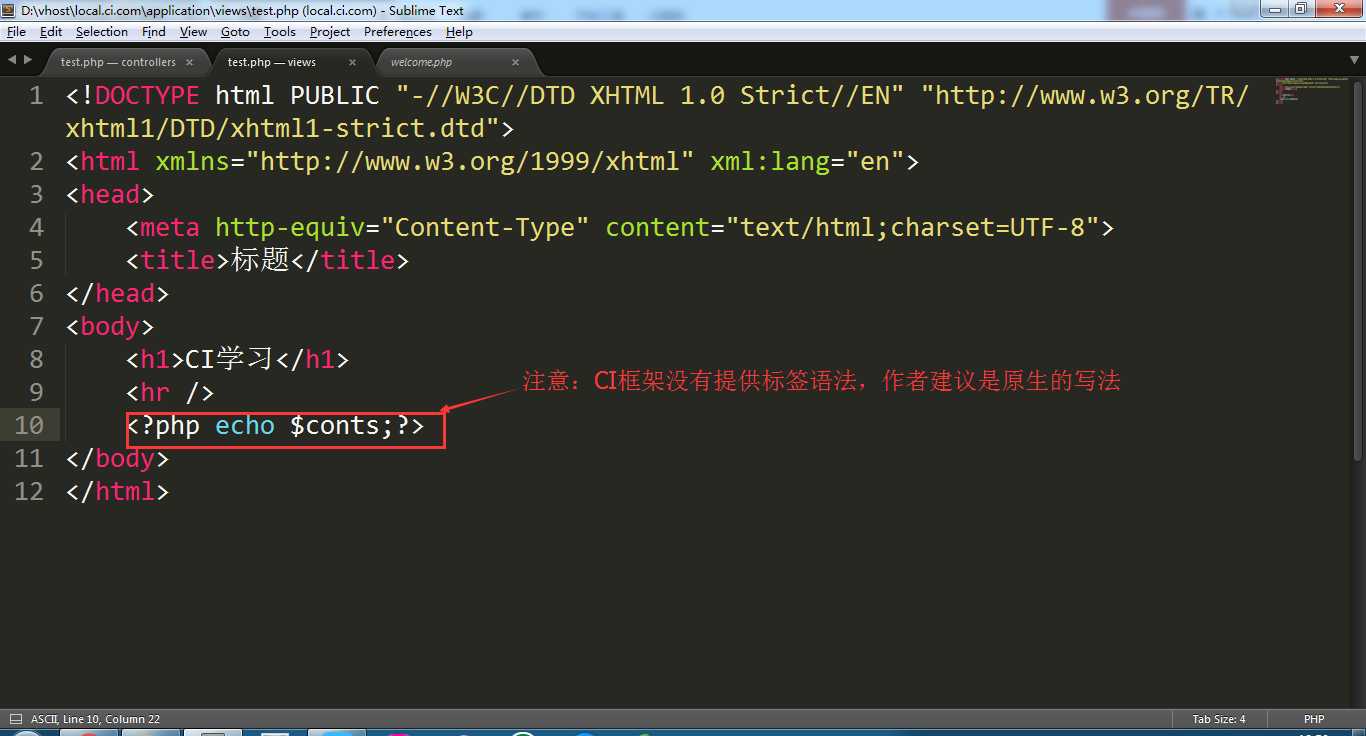 D:\vhost\local.ci.com\application\views\test.php (local.ci.com) - Sublime Text
File Edit Selection Find View Goto Tools Project Preferences Help
test.php — controllers × test.php — views × welcome.php ×
1 <!DOCTYPE html PUBLIC "-//W3C//DTD XHTML 1.0 Strict//EN" "http://www.w3.org/TR/
xhtml1/DTD/xhtml1-strict.dtd">
2 <html xmlns="http://www.w3.org/1999/xhtml" xml:lang="en">
3 <head>
4 <meta http-equiv="Content-Type" content="text/html;charset=UTF-8">
5 <title>标题</title>
6 </head>
7 <body>
8 <h1>CI学习</h1>
注意：CI框架没有提供标签语法，作者建议是原生的写法
9 <hr />
10 <?php echo $conts;?>
11 </body>
12 </html>
ASCII, Line 10, Column 22 Tab Size: 4 PHP